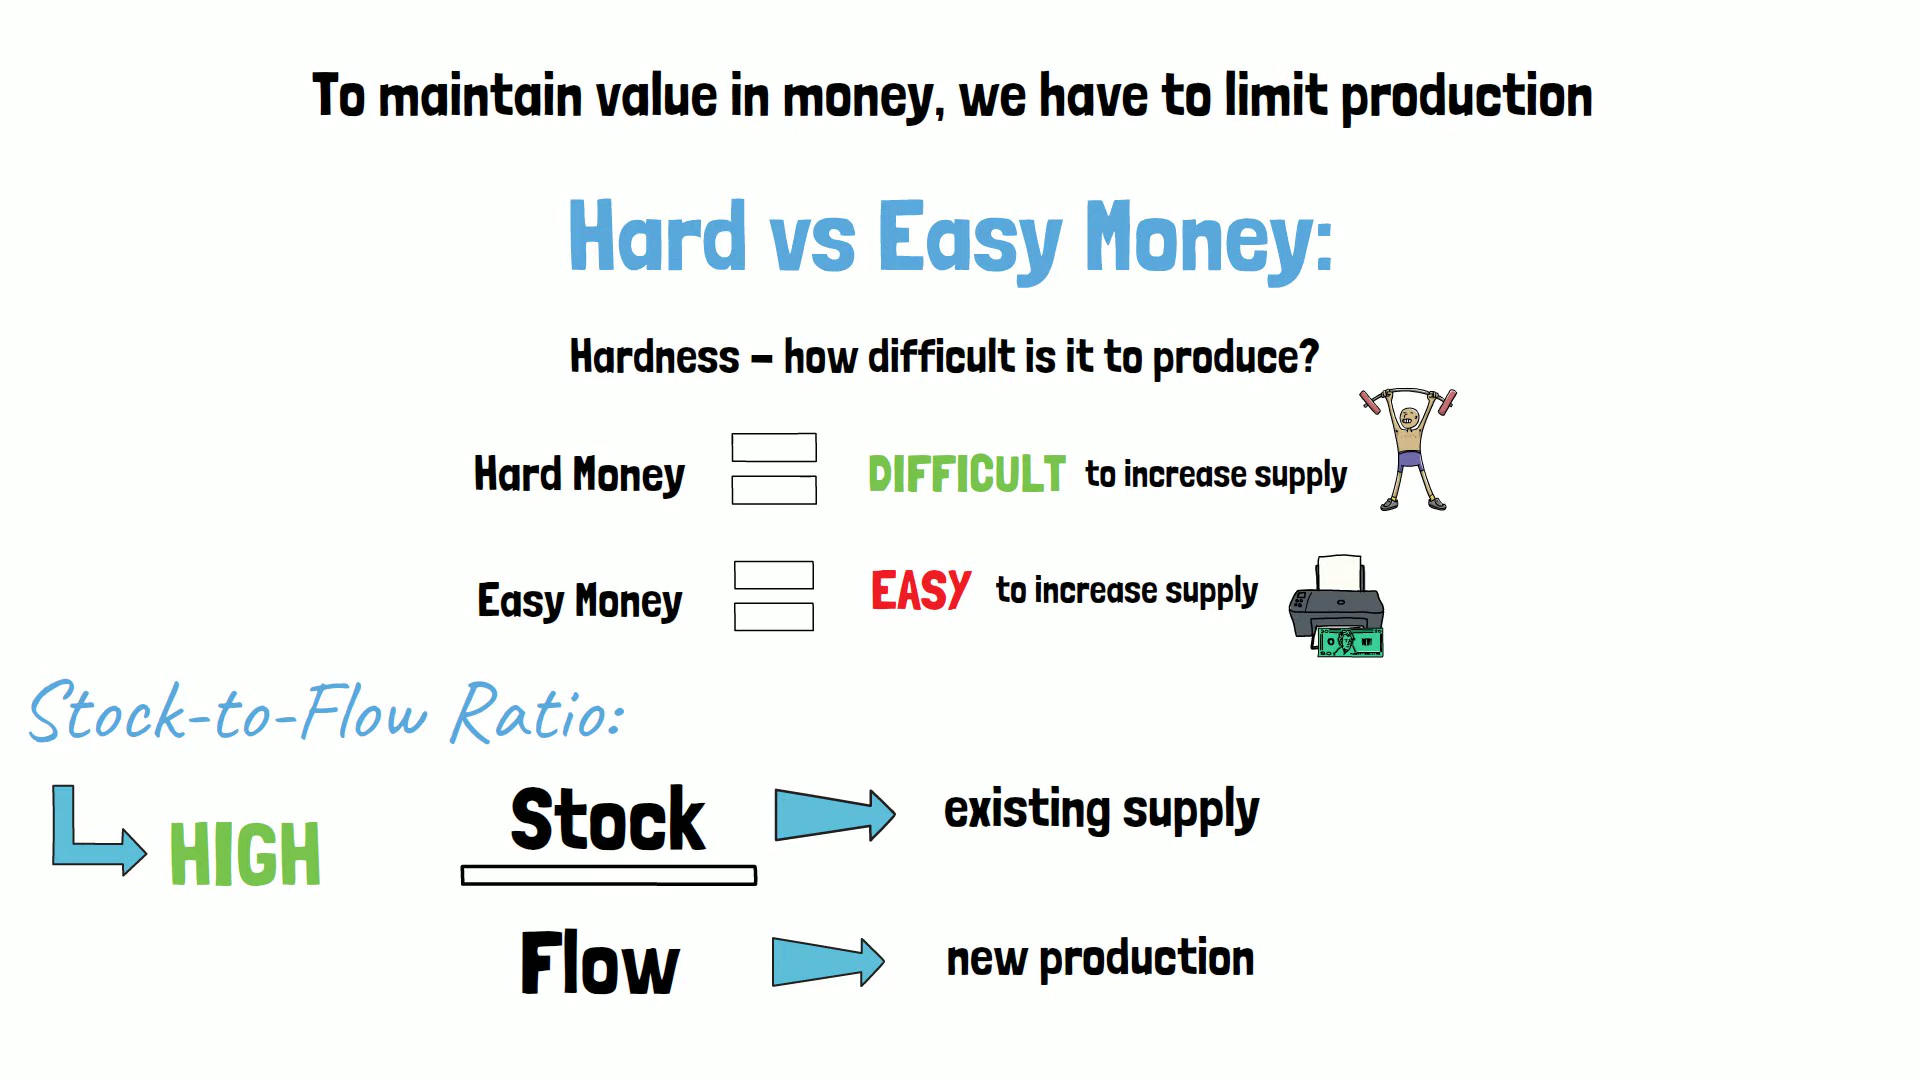 To maintain value in money, we have to limit production
Hard vs Easy Money:
Hardness – how difficult is it to produce?
Hard Money DIFFICULT to increase supply
Easy Money EASY to increase supply
Stock-to-Flow Ratio:
HIGH
Stock existing supply
Flow new production